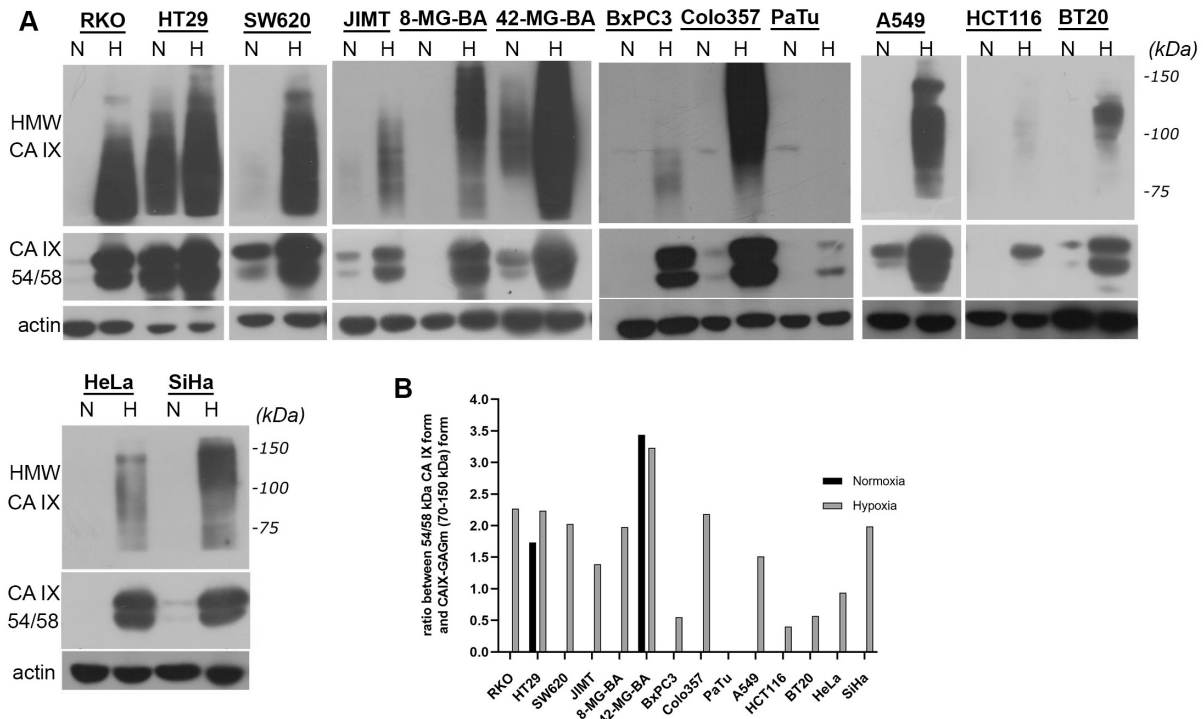 A
RKO HT29 SW620 JIMT 8-MG-BA 42-MG-BA BxPC3 Colo357 PaTu A549 HCT116 BT20
N H N H N H N H N H N H N H N H N H N H N H N H (kDa)
-150
HMW
CA IX
-100
-75
CA IX
54/58
actin
HeLa SiHa
N H N H (kDa)
-150
HMW
CA IX
-100
-75
CA IX
54/58
actin
B
ratio between 54/58 kDa CA IX form
and CAIX-GAGm (70-150 kDa) form
4.0
3.5
3.0
2.5
2.0
1.5
1.0
0.5
0.0
Normoxia
Hypoxia
RKO HT29 SW620 JIMT 8-MG-BA 42-MG-BA BxPC3 Colo357 PaTu A549 HCT116 BT20 HeLa SiHa